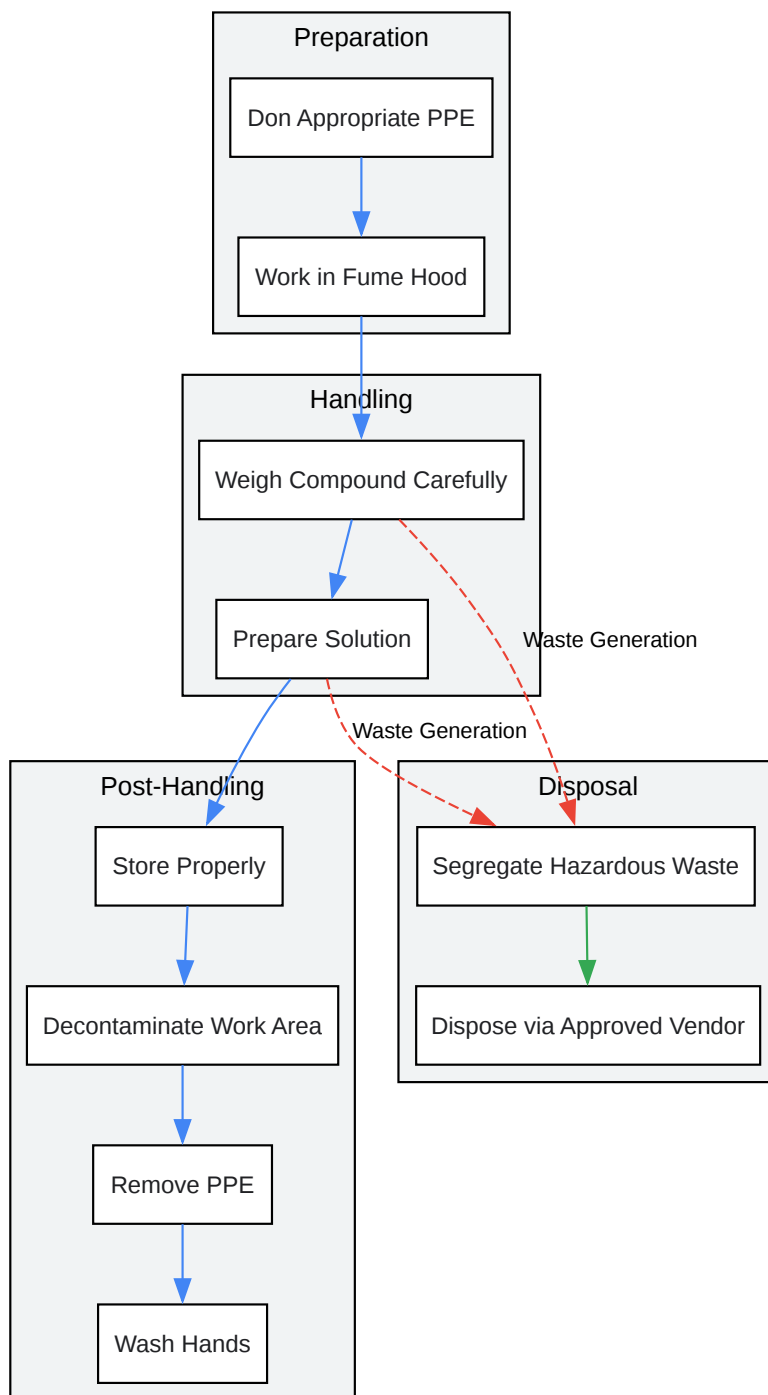 Preparation
Don Appropriate PPE
Work in Fume Hood
Handling
Weigh Compound Carefully
Prepare Solution
Waste Generation
Waste Generation
Post-Handling
Store Properly
Decontaminate Work Area
Remove PPE
Wash Hands
Disposal
Segregate Hazardous Waste
Dispose via Approved Vendor